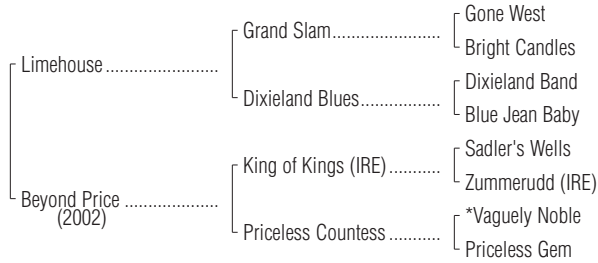 Gone West
Grand Slam..................................
Bright Candles
Limehouse .......................
Dixieland Band
Dixieland Blues.........................
Blue Jean Baby
Sadler's Wells
King of Kings (IRE)...........
Zummerudd (IRE)
Beyond Price ...................
(2002)
*Vaguely Noble
Priceless Countess ...........
Priceless Gem